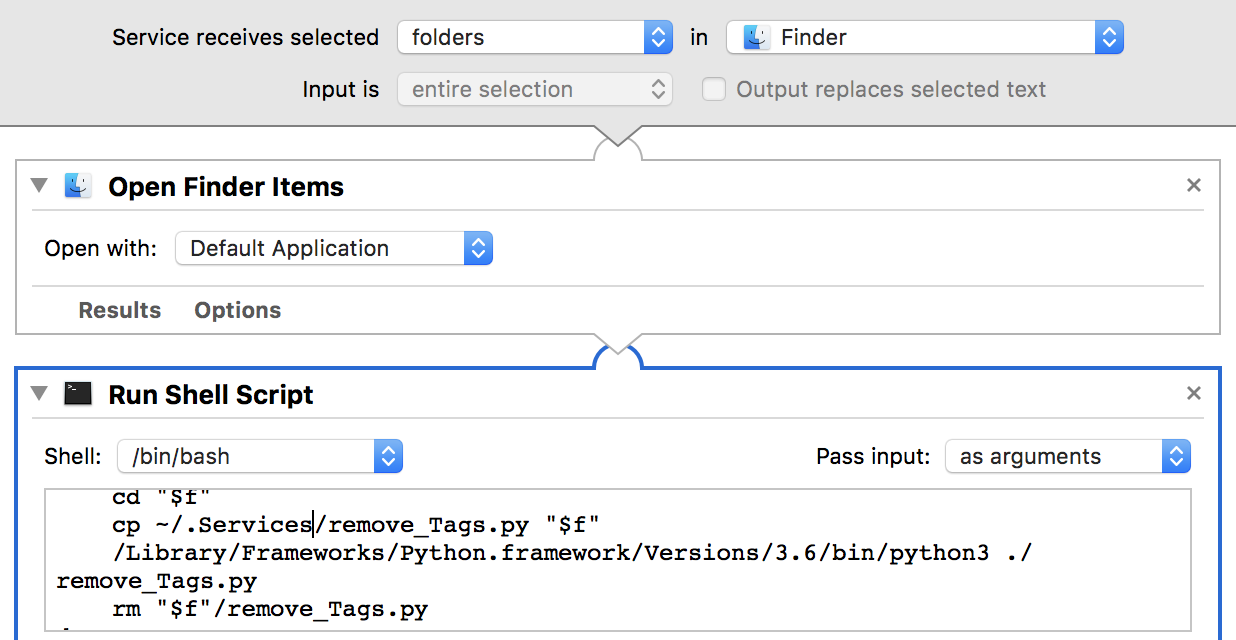 Service receives selected folders in Finder
Input is entire selection Output replaces selected text
Open Finder Items
Open with: Default Application
Results Options
Run Shell Script
Shell: /bin/bash Pass input: as arguments
cd "$f"
cp ~/.Services/remove_Tags.py "$f"
/Library/Frameworks/Python.framework/Versions/3.6/bin/python3 ./
remove_Tags.py
rm "$f"/remove_Tags.py